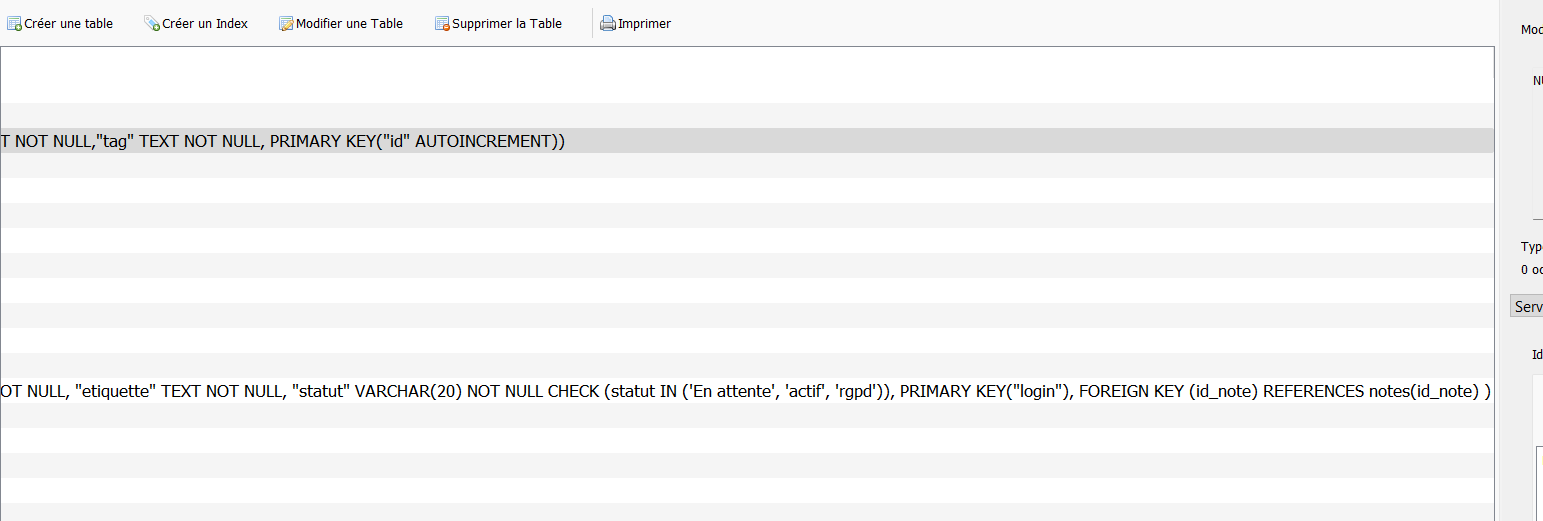 Créer une table Créer un Index Modifier une Table Supprimer la Table Imprimer
T NOT NULL,"tag" TEXT NOT NULL, PRIMARY KEY("id" AUTOINCREMENT))
OT NULL, "etiquette" TEXT NOT NULL, "statut" VARCHAR(20) NOT NULL CHECK (statut IN ('En attente', 'actif', 'rgpd')), PRIMARY KEY("login"), FOREIGN KEY (id_note) REFERENCES notes(id_note) )
Mod
NU
Type
0 oc
Serv
Id